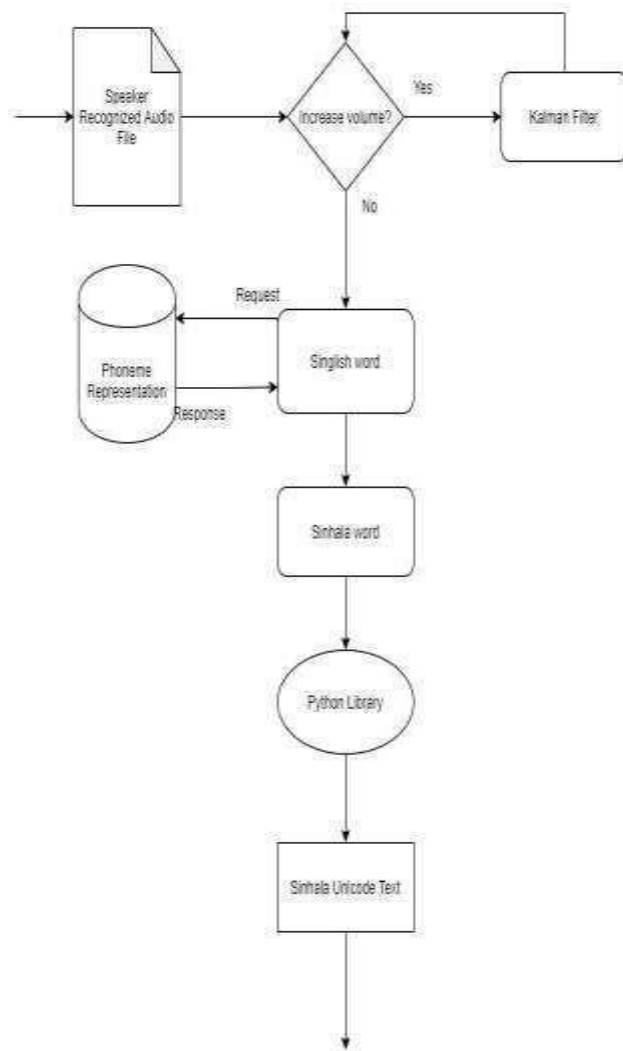 Speaker
Recognized Audio
File
Increase volume?
Yes
Kalman Filter
No
Request
Phoneme
Representation
Response
Singlish word
Sinhala word
Python Library
Sinhala Unicode Text